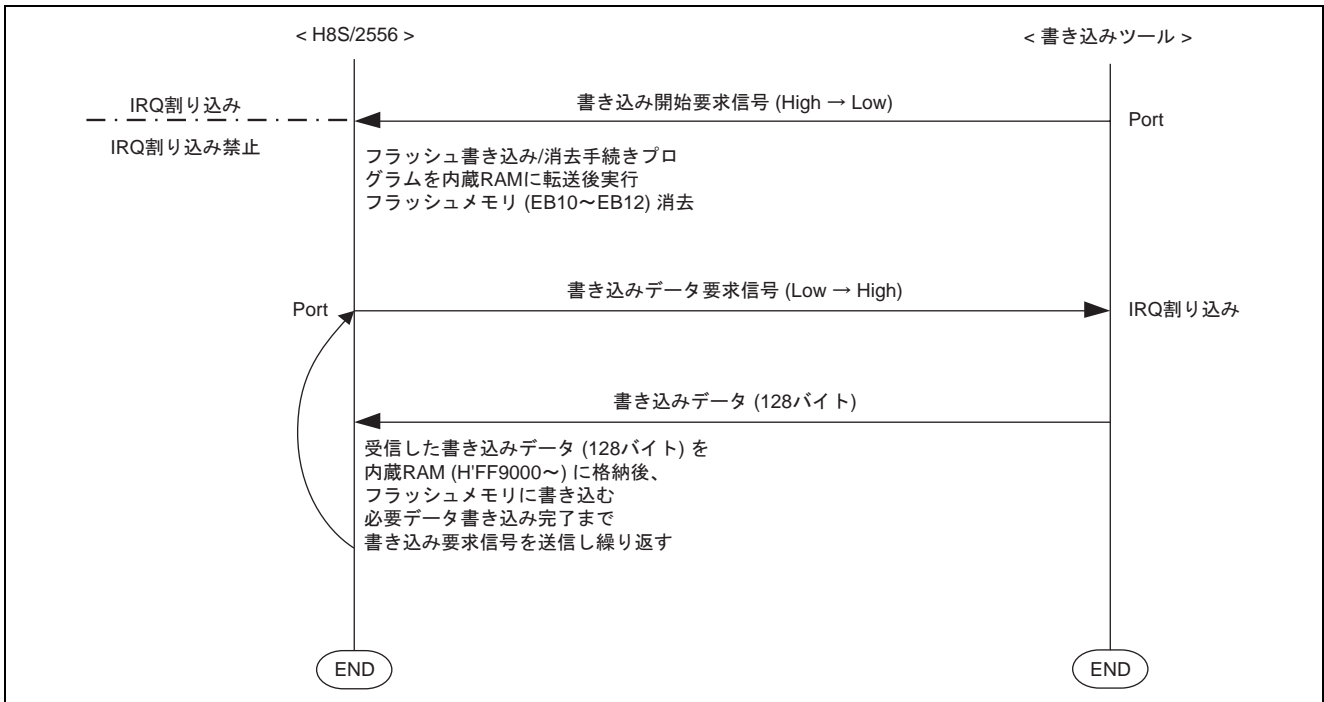 < H8S/2556 >
< 書き込みツール >
IRQ割り込み
書き込み開始要求信号 (High → Low)
Port
IRQ割り込み禁止
フラッシュ書き込み/消去手続きプロ
グラムを内蔵RAMに転送後実行
フラッシュメモリ (EB10～EB12) 消去
Port
書き込みデータ要求信号 (Low → High)
IRQ割り込み
書き込みデータ (128バイト)
受信した書き込みデータ (128バイト) を
内蔵RAM (H'FF9000～) に格納後、
フラッシュメモリに書き込む
必要データ書き込み完了まで
書き込み要求信号を送信し繰り返す
END
END